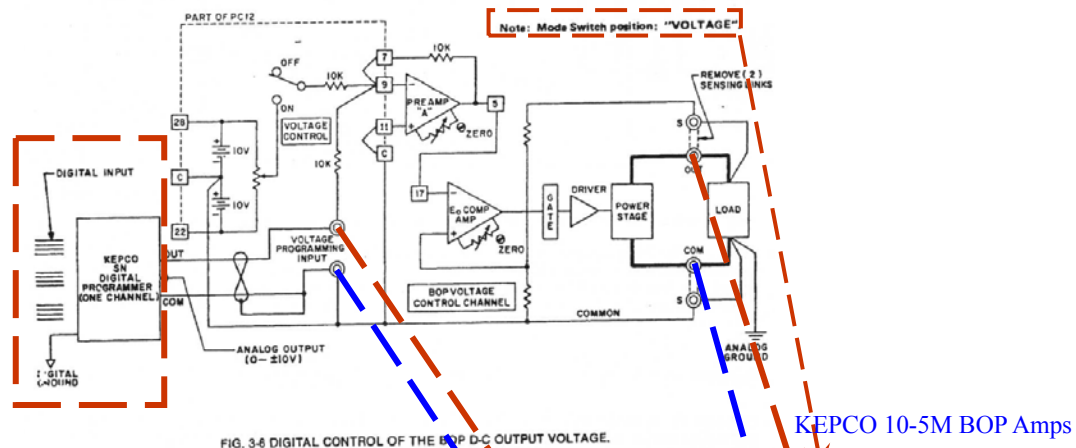 PART OF PC12
Note: Mode Switch position: "VOLTAGE"
OFF
10K
7
10K
9
ON
PREAMP
"A"
5
REMOVE (2)
SENSING LINKS
28
VOLTAGE
CONTROL
11
ZERO
S
10V
C
OUT
DIGITAL INPUT
C
10K
17
E₀ COMP
AMP
GATE
DRIVER
POWER
STAGE
LOAD
10V
22
ZERO
KEPCO
SN
DIGITAL
PROGRAMMER
(ONE CHANNEL)
OUT
COM
VOLTAGE
PROGRAMMING
INPUT
COM
BOP VOLTAGE
CONTROL CHANNEL
S
COMMON
ANALOG OUTPUT
(0-±10V)
ANALOG
GROUND
DIGITAL
GROUND
KEPCO 10-5M BOP Amps
FIG. 3-6 DIGITAL CONTROL OF THE BOP D-C OUTPUT VOLTAGE.